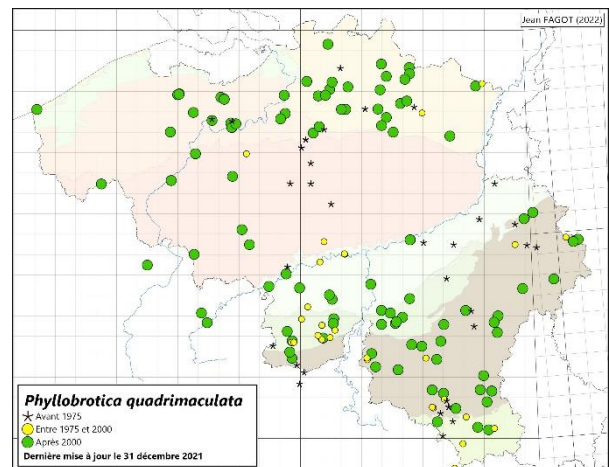 Jean FAGOT (2022)
Phyllobrotica quadrimaculata
Avant 1975
Entre 1975 et 2000
Après 2000
Dernière mise à jour le 31 décembre 2021